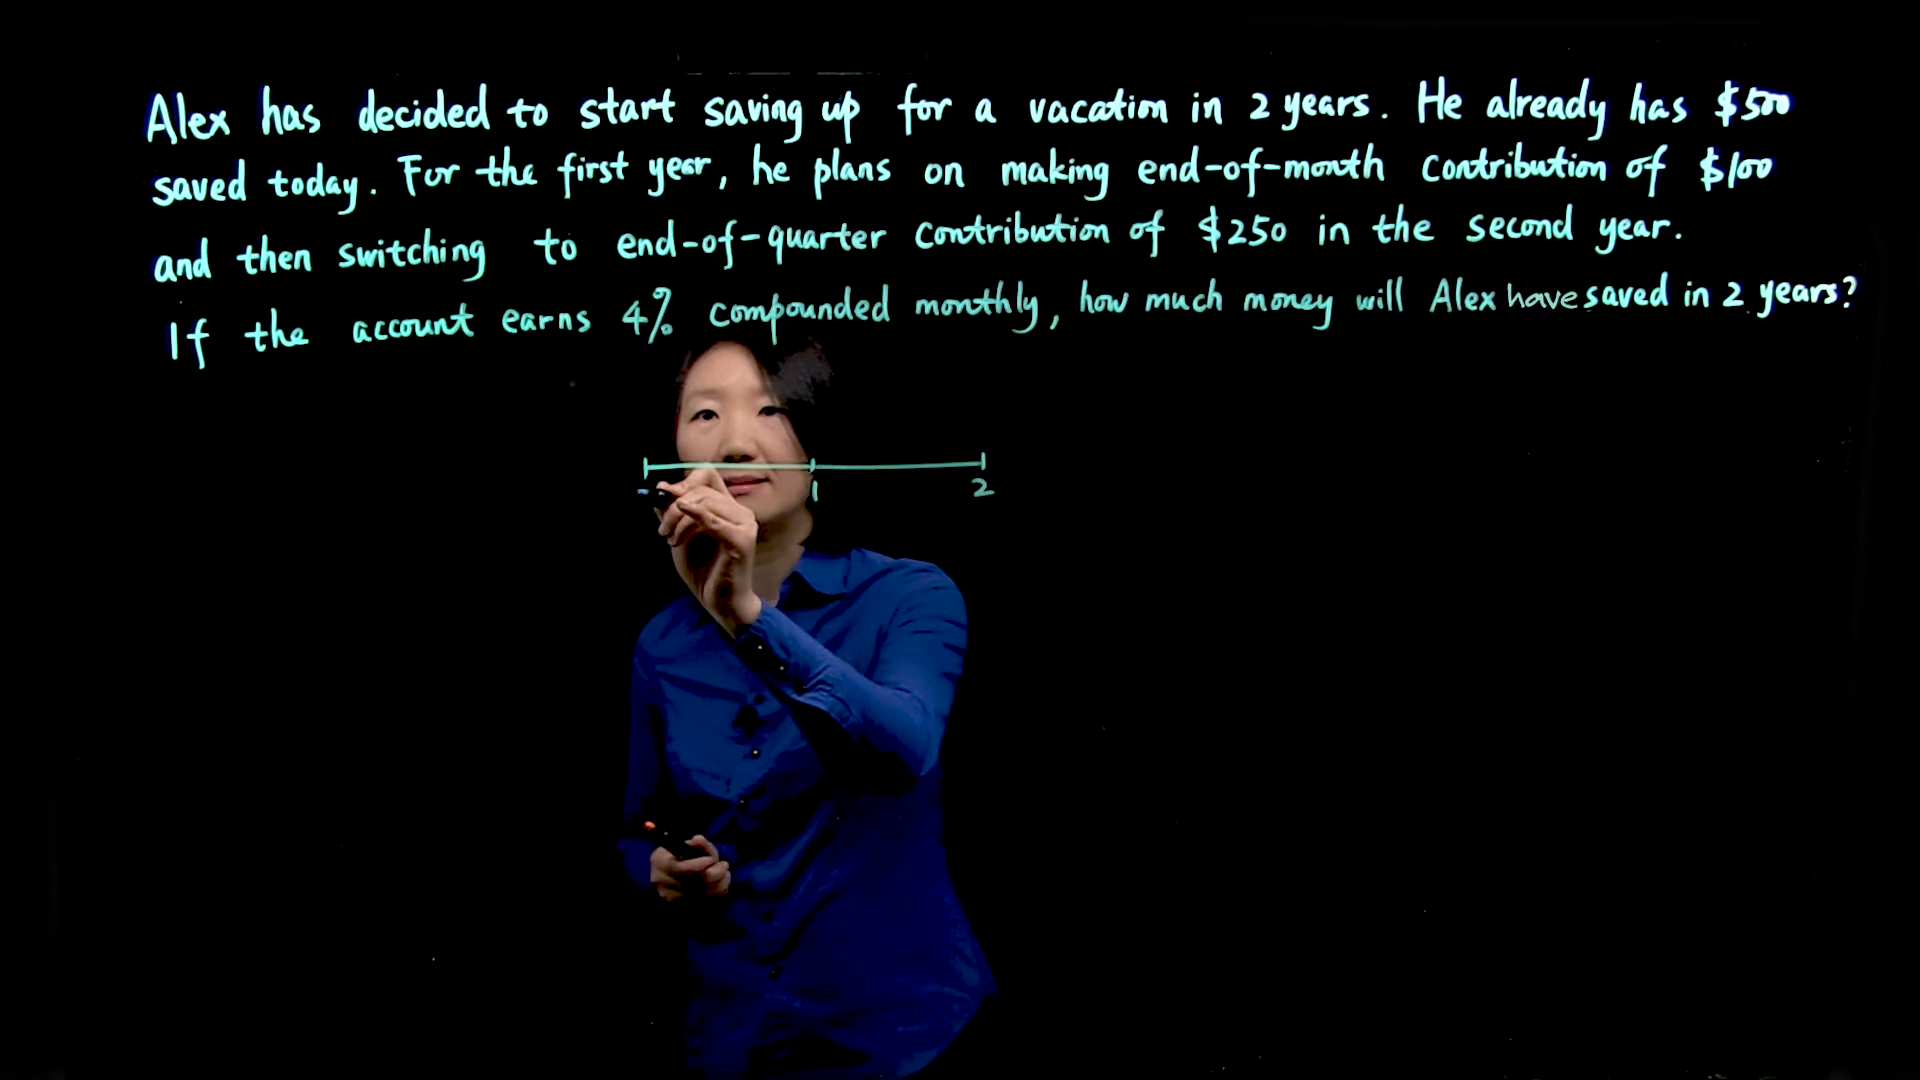 Alex has decided to start saving up for a vacation in 2 years. He already has $500
saved today. For the first year, he plans on making end-of-month contribution of $100
and then switching to end-of-quarter contribution of $250 in the second year.
If the account earns 4% compounded monthly, how much money will Alex have saved in 2 years?
- 1 2